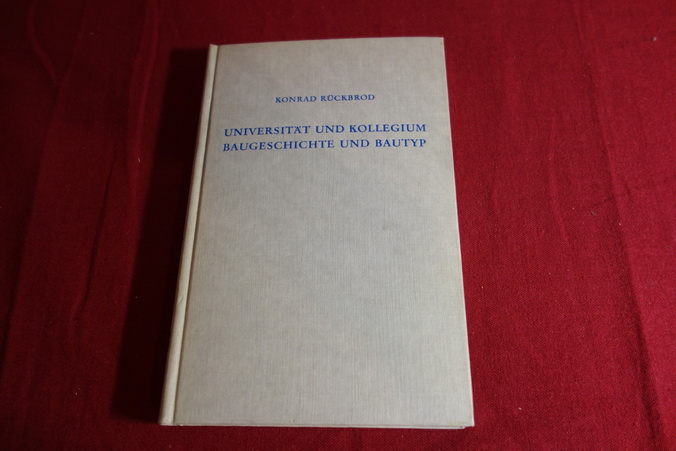 KONRAD RÜCKBROD
UNIVERSITÄT UND KOLLEGIUM
BAUGESCHICHTE UND BAUTYP